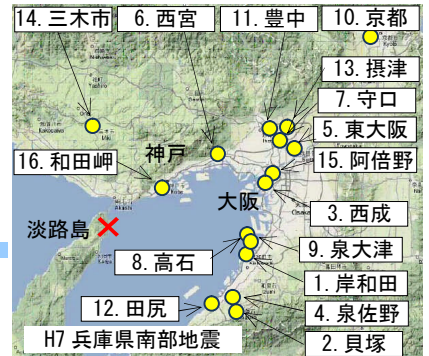 14. 三木市
6. 西宮
11. 豊中
10. 京都
13. 摂津
7. 守口
5. 東大阪
15. 阿倍野
16. 和田岬
神戸
大阪
3. 西成
淡路島
9. 泉大津
8. 高石
1. 岸和田
12. 田尻
4. 泉佐野
H7 兵庫県南部地震
2. 貝塚